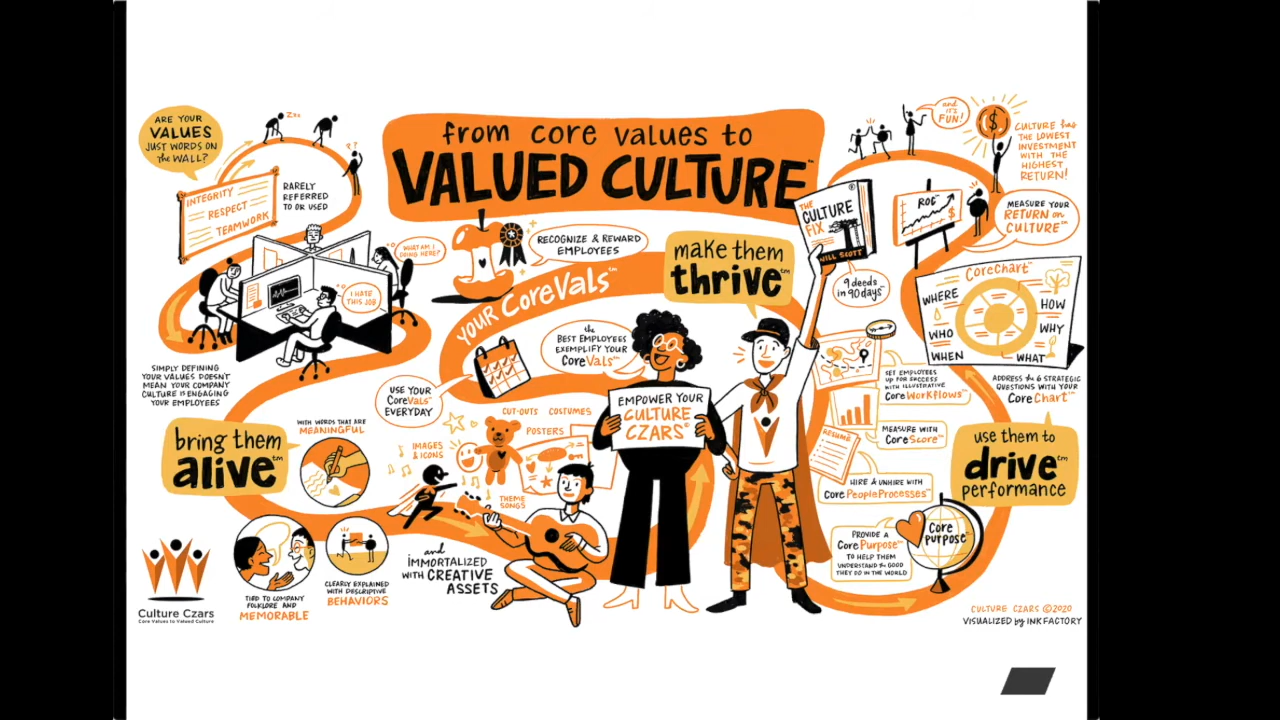 from core values to
VALUED CULTURE™
ARE YOUR
VALUES
JUST WORDS ON
the WALL?
Zzz
??
INTEGRITY
RESPECT
TEAMWORK
RARELY
REFERRED
TO OR USED
WHAT AM I
DOING HERE?
I HATE
THIS JOB
SIMPLY DEFINING
YOUR VALUES DOESN'T
MEAN YOUR COMPANY
CULTURE IS ENGAGING
YOUR EMPLOYEES
bring them
alive™
WITH WORDS THAT ARE
MEANINGFUL
TIED TO COMPANY
FOLKLORE AND
MEMORABLE
CLEARLY EXPLAINED
WITH DESCRIPTIVE
BEHAVIORS
and
IMMORTALIZED
WITH CREATIVE
ASSETS
IMAGES
& ICONS
CUT-OUTS COSTUMES
POSTERS
THEME
SONGS
YOUR CoreVals™
RECOGNIZE & REWARD
EMPLOYEES
USE YOUR
CoreVals™
EVERYDAY
the
BEST EMPLOYEES
EXEMPLIFY YOUR
CoreVals™
make them
thrive™
EMPOWER YOUR
CULTURE
CZARS©
THE
CULTURE
FIX
WILL SCOTT
9 deeds
in 90 days™
SET EMPLOYEES
UP FOR SUCCESS
WITH ILLUSTRATIVE
CoreWorkflows™
MEASURE WITH
CoreScore™
RESUME
HIRE & UNHIRE WITH
Core PeopleProcesses™
PROVIDE A
Core Purpose™
TO HELP THEM
UNDERSTAND the GOOD
THEY DO IN THE WORLD
Core
PURPOSE™
use them to
drive™
performance
ADDRESS the 6 STRATEGIC
QUESTIONS WITH YOUR
Core Chart™
CoreChart™
WHERE
WHO
WHEN
HOW
WHY
WHAT
ROC™
$
MEASURE YOUR
RETURN on
CULTURE™
and
IT'S
FUN!
$
CULTURE has
THE LOWEST
INVESTMENT
WITH THE
HIGHEST
RETURN!
Culture Czars
Core Values to Valued Culture
CULTURE CZARS ©2020
VISUALIZED by INK FACTORY